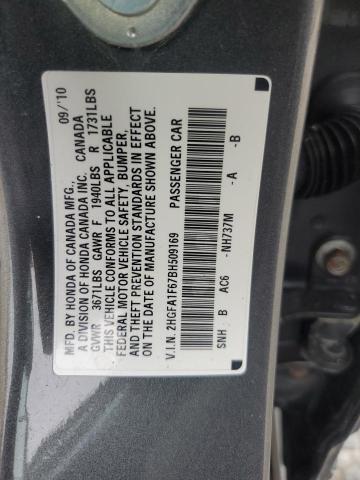 MFD BY HONDA OF CANADA MFG. 09/'10
A DIVISION OF HONDA CANADA INC. CANADA
GVWR 3671LBS GAWR F 1940LBS R 1731LBS
THIS VEHICLE CONFORMS TO ALL APPLICABLE
FEDERAL MOTOR VEHICLE SAFETY, BUMPER,
AND THEFT PREVENTION STANDARDS IN EFFECT
ON THE DATE OF MANUFACTURE SHOWN ABOVE.
V.I.N. 2HGFA1F67BH509169 PASSENGER CAR
SNH B AC6 -NH737M -A -B